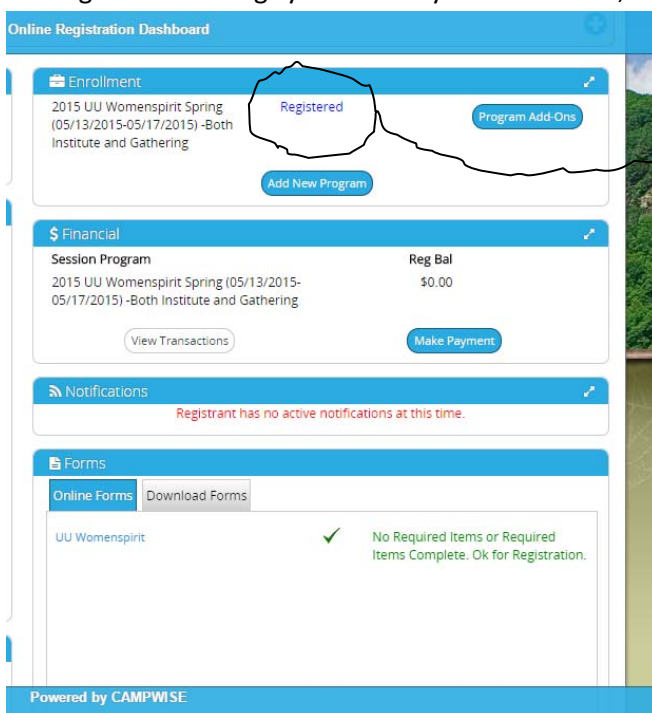 Online Registration Dashboard
Enrollment
2015 UU Womenspirit Spring Registered
(05/13/2015-05/17/2015) -Both Program Add-Ons
Institute and Gathering
Add New Program
$ Financial
Session Program Reg Bal
2015 UU Womenspirit Spring (05/13/2015- $0.00
05/17/2015) -Both Institute and Gathering
View Transactions Make Payment
Notifications
Registrant has no active notifications at this time.
Forms
Online Forms Download Forms
UU Womenspirit ✓ No Required Items or Required
Items Complete. Ok for Registration.
Powered by CAMPWISE